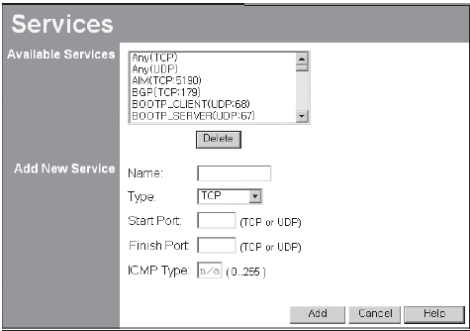 Services
Available Services
Any(TCP)
Any(UDP)
AIM(TCP:5190)
BGP(TCP:179)
BOOTP_CLIENT(UDP:68)
BOOTP_SERVER(UDP:67)
Delete
Add New Service
Name:
Type: TCP
Start Port: (TCP or UDP)
Finish Port (TCP or UDP)
ICMP Type: n/a (0..255)
Add Cancel Help